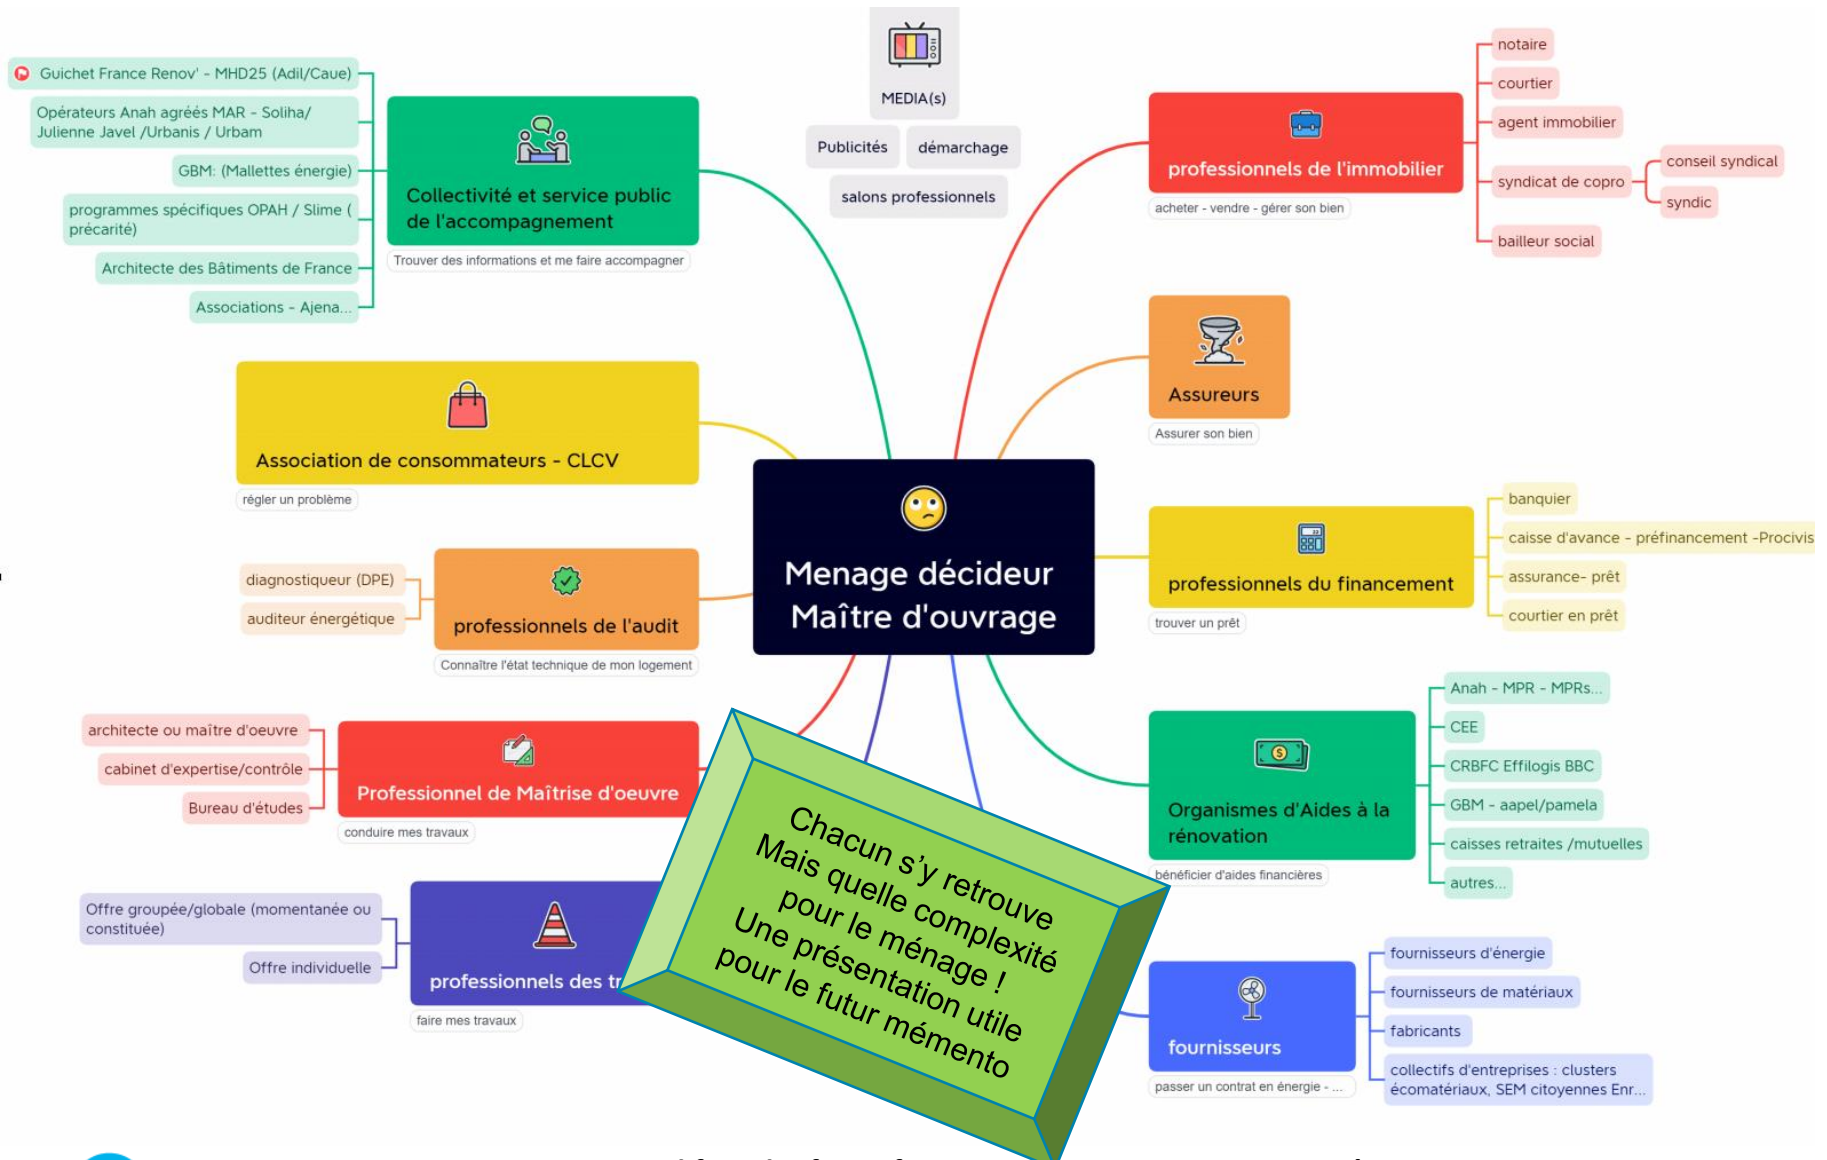 MEDIA(s)
Publicités
démarchage
salons professionnels
Guichet France Renov' - MHD25 (Adil/Caue)
Opérateurs Anah agréés MAR - Soliha/
Julienne Javel /Urbanis / Urbam
GBM: (Mallettes énergie)
programmes spécifiques OPAH / Slime (
précarité)
Architecte des Bâtiments de France
Associations - Ajena...
Collectivité et service public
de l'accompagnement
Trouver des informations et me faire accompagner
Association de consommateurs - CLCV
régler un problème
diagnostiqueur (DPE)
auditeur énergétique
professionnels de l'audit
Connaître l'état technique de mon logement
architecte ou maître d'oeuvre
cabinet d'expertise/contrôle
Bureau d'études
Professionnel de Maîtrise d'oeuvre
conduire mes travaux
Offre groupée/globale (momentanée ou
constituée)
Offre individuelle
professionnels des tr
faire mes travaux
Menage décideur
Maître d'ouvrage
professionnels de l'immobilier
acheter - vendre - gérer son bien
notaire
courtier
agent immobilier
syndicat de copro
conseil syndical
syndic
bailleur social
Assureurs
Assurer son bien
professionnels du financement
trouver un prêt
banquier
caisse d'avance - préfinancement -Procivis
assurance- prêt
courtier en prêt
Organismes d'Aides à la
rénovation
bénéficier d'aides financières
Anah - MPR - MPRs...
CEE
CRBFC Effilogis BBC
GBM - aapel/pamela
caisses retraites /mutuelles
autres...
fournisseurs
passer un contrat en énergie - ...
fournisseurs d'énergie
fournisseurs de matériaux
fabricants
collectifs d'entreprises : clusters
écomatériaux, SEM citoyennes Enr...
Chacun s'y retrouve
Mais quelle complexité
pour le ménage !
Une présentation utile
pour le futur mémento